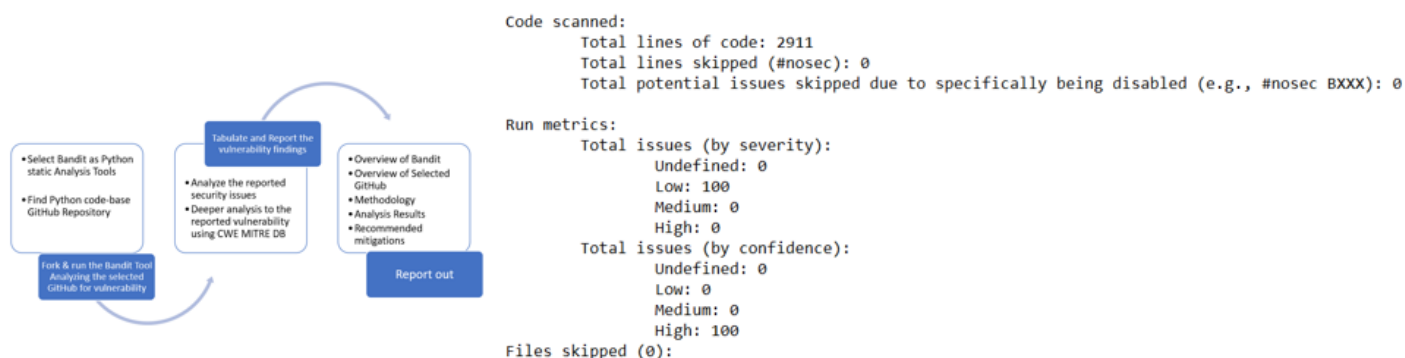 •Select Bandit as Python
static Analysis Tools
•Find Python code-base
GitHub Repository
Fork & run the Bandit Tool
Analyzing the selected
GitHub for vulnerability
Tabulate and Report the
vulnerability findings
•Analyze the reported
security issues
•Deeper analysis to the
reported vulnerability
using CWE MITRE DB
•Overview of Bandit
•Overview of Selected
GitHub
•Methodology
•Analysis Results
•Recommended
mitigations
Report out
Code scanned:
Total lines of code: 2911
Total lines skipped (#nosec): 0
Total potential issues skipped due to specifically being disabled (e.g., #nosec BXXX): 0
Run metrics:
Total issues (by severity):
Undefined: 0
Low: 100
Medium: 0
High: 0
Total issues (by confidence):
Undefined: 0
Low: 0
Medium: 0
High: 100
Files skipped (0):